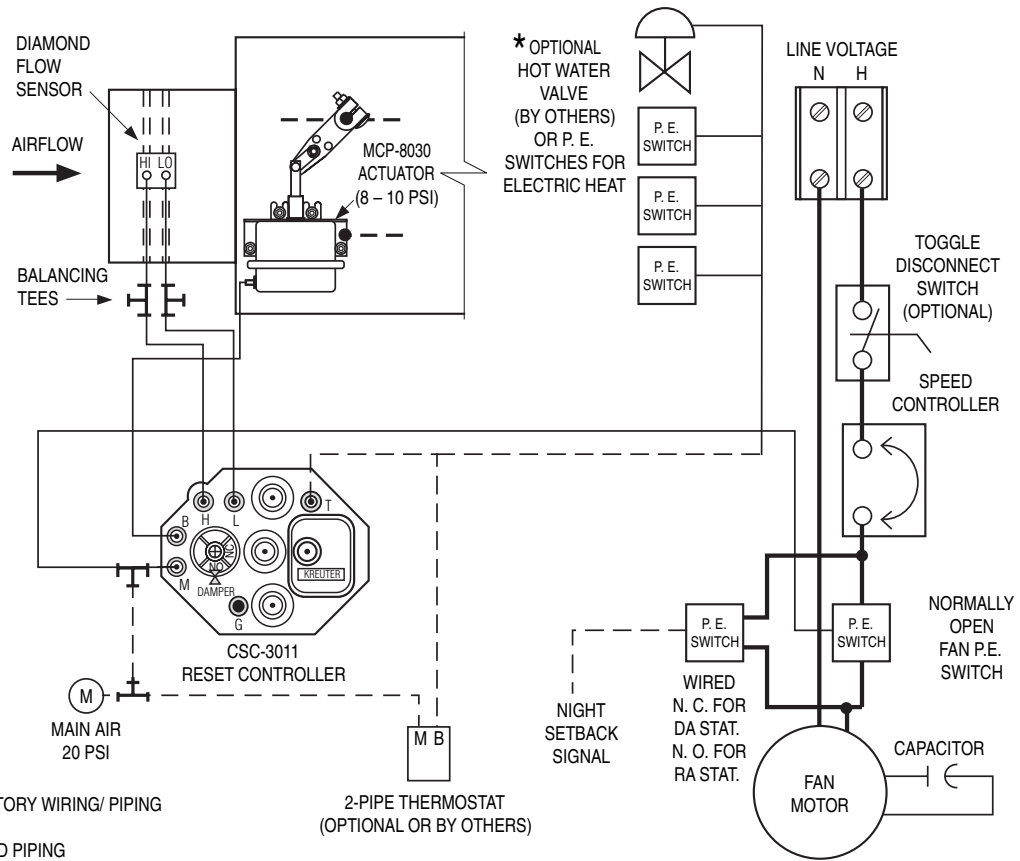 DIAMOND
FLOW
SENSOR
AIRFLOW
HI LO
BALANCING
TEES
MCP-8030
ACTUATOR
(8 – 10 PSI)
* OPTIONAL
HOT WATER
VALVE
(BY OTHERS)
OR P. E.
SWITCHES FOR
ELECTRIC HEAT
P. E.
SWITCH
P. E.
SWITCH
P. E.
SWITCH
LINE VOLTAGE
N H
TOGGLE
DISCONNECT
SWITCH
(OPTIONAL)
SPEED
CONTROLLER
B
H
L
T
M
NC
NO
DAMPER
G
KREUTER
CSC-3011
RESET CONTROLLER
M
MAIN AIR
20 PSI
M B
2-PIPE THERMOSTAT
(OPTIONAL OR BY OTHERS)
NIGHT
SETBACK
SIGNAL
P. E.
SWITCH
WIRED
N. C. FOR
DA STAT.
N. O. FOR
RA STAT.
P. E.
SWITCH
NORMALLY
OPEN
FAN P.E.
SWITCH
FAN
MOTOR
CAPACITOR
TORY WIRING/ PIPING
D PIPING